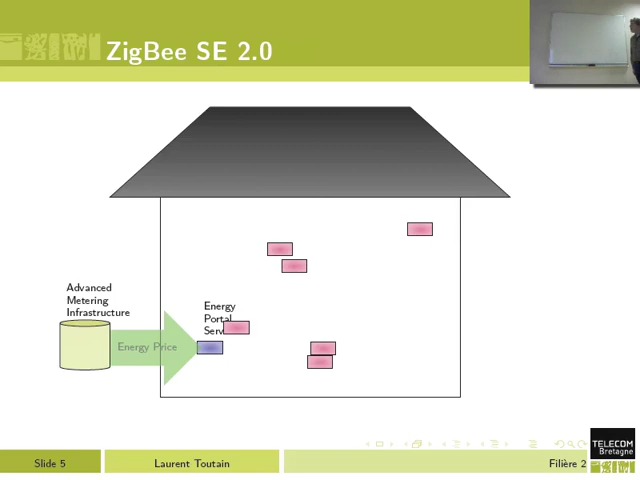 ZigBee SE 2.0
Advanced
Metering
Infrastructure
Energy
Portal
Energy Price
Slide 5
Laurent Toutain
Filière 2
TELECOM
Bretagne